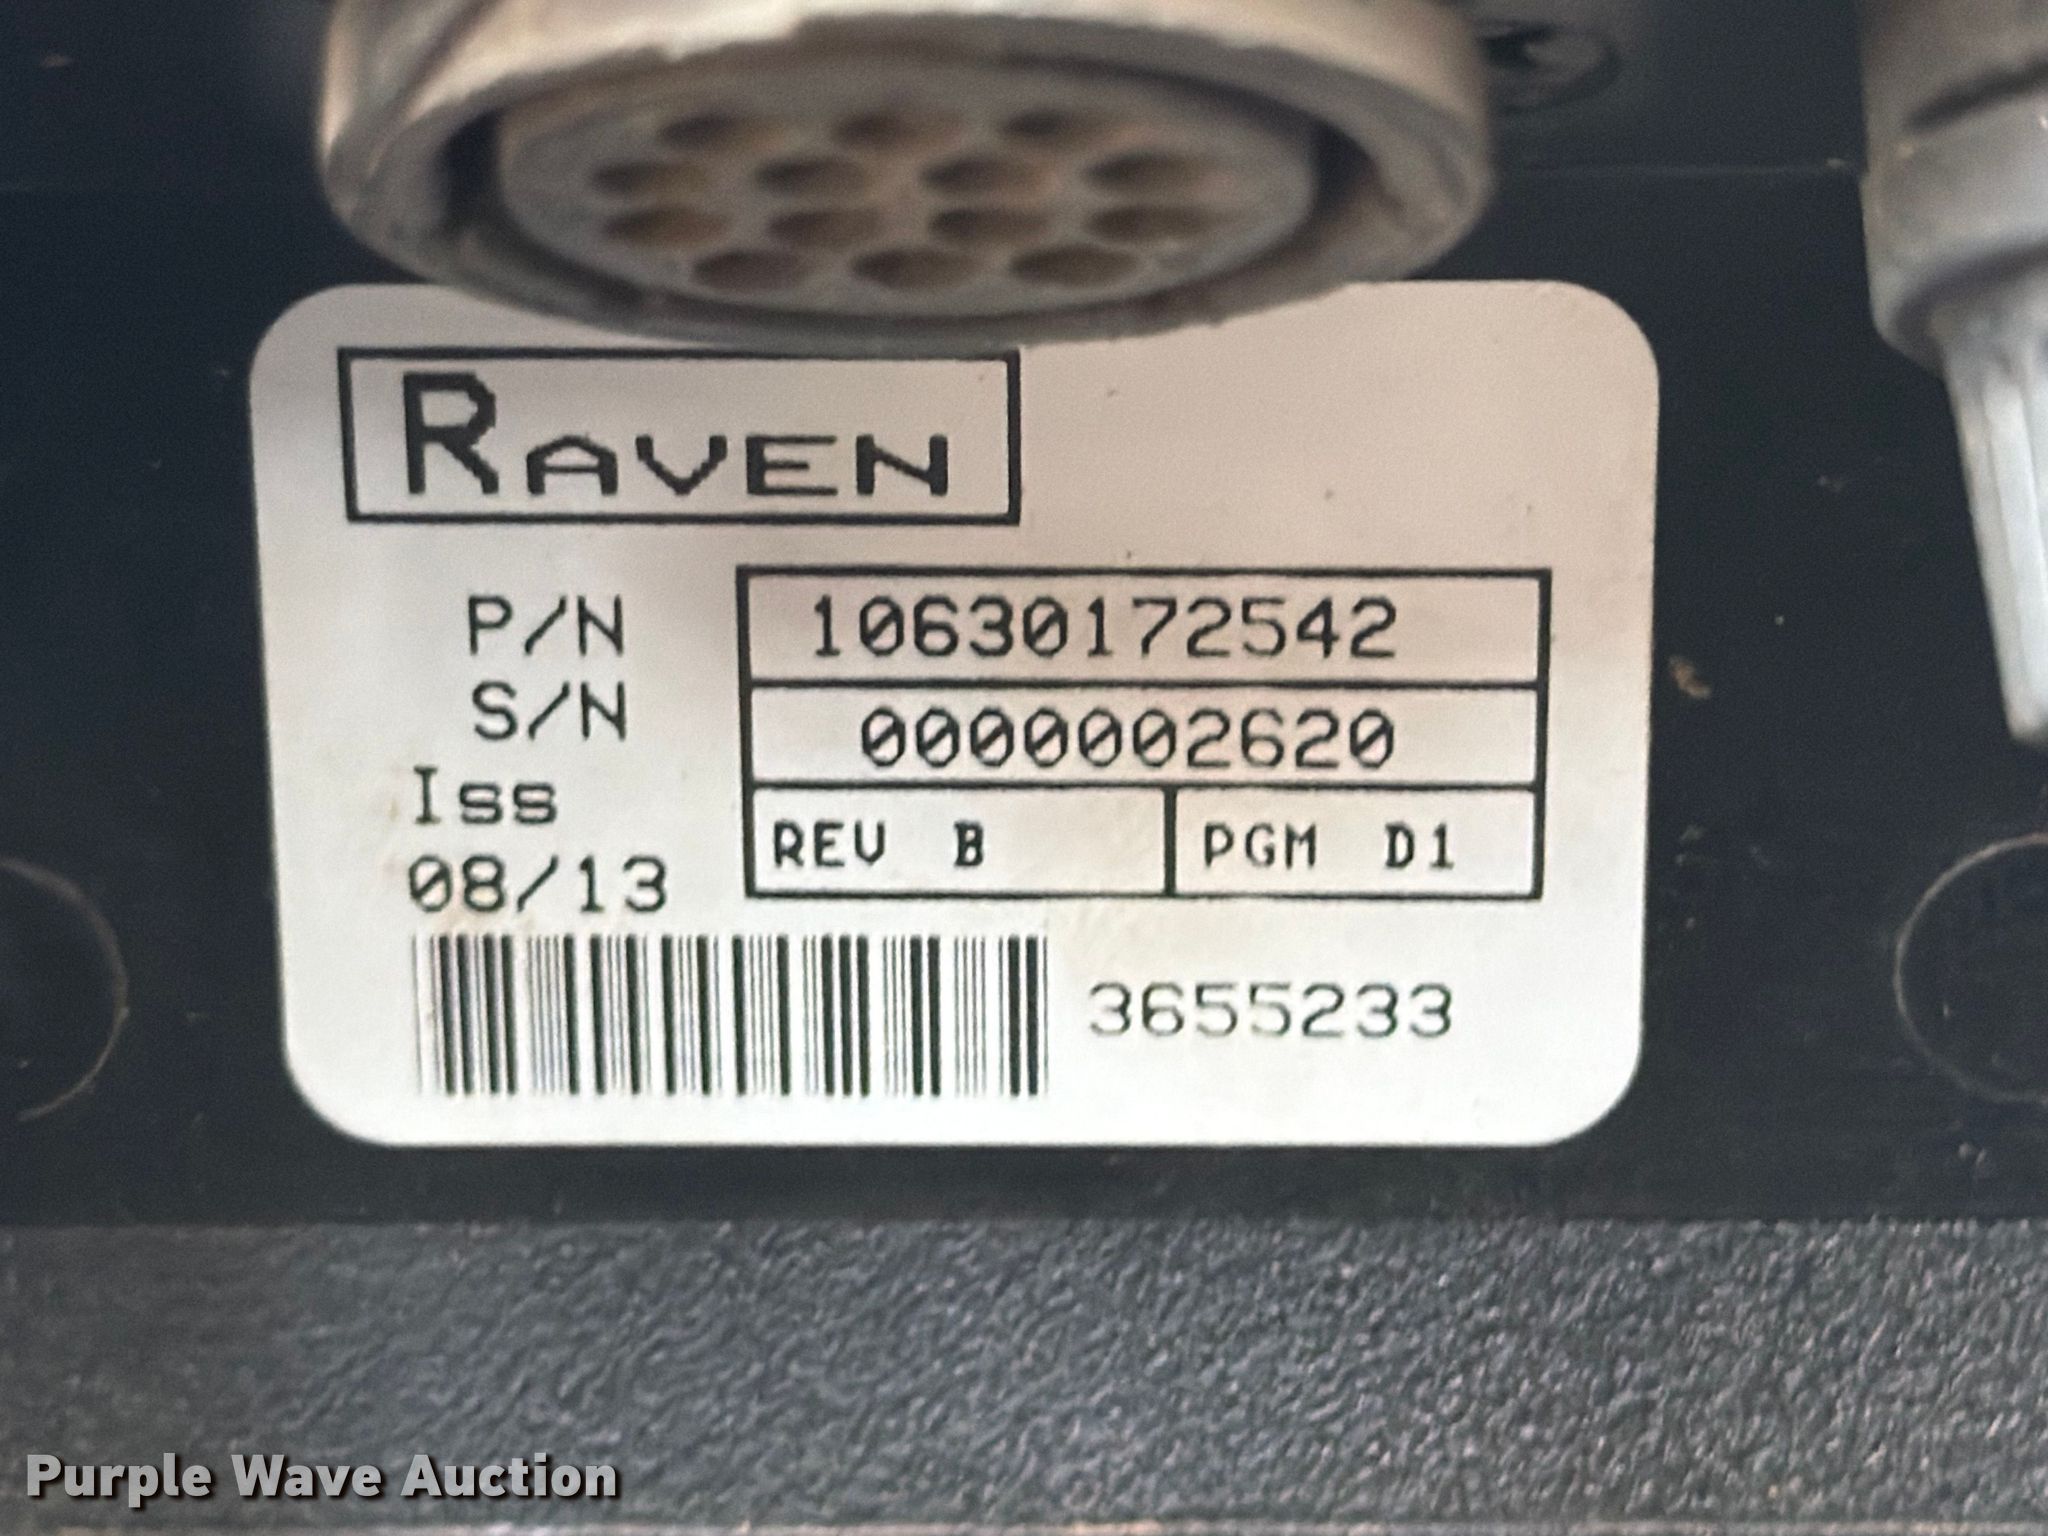 RAVEN
P/N 10630172542
S/N 0000002620
Iss
08/13
REV B PGM D1
3655233
Purple Wave Auction